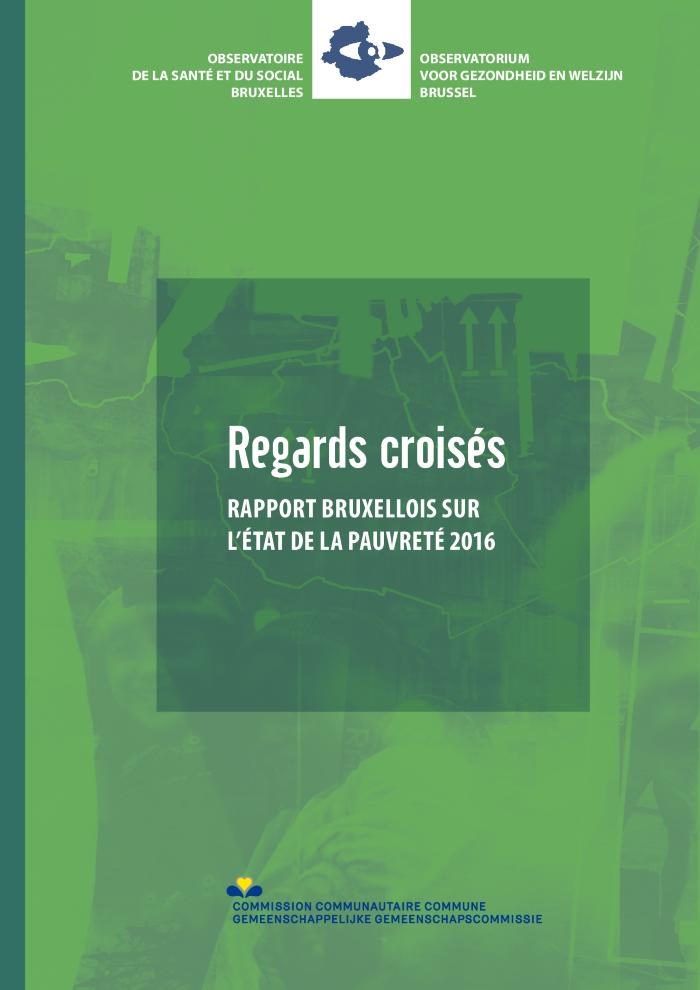 OBSERVATOIRE
DE LA SANTÉ ET DU SOCIAL
BRUXELLES
OBSERVATORIUM
VOOR GEZONDHEID EN WELZIJN
BRUSSEL
Regards croisés
RAPPORT BRUXELLOIS SUR
L'ÉTAT DE LA PAUVRETÉ 2016
COMMISSION COMMUNAUTAIRE COMMUNE
GEMEENSCHAPPELIJKE GEMEENSCHAPSCOMMISSIE